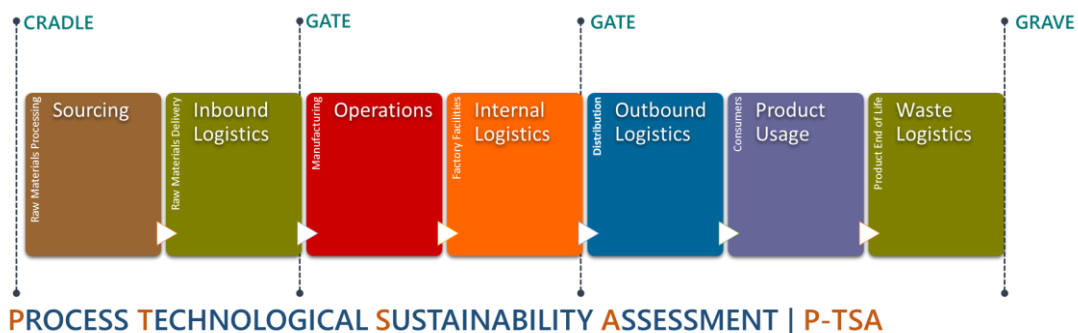 CRADLE
GATE
GATE
GRAVE
Raw Materials Processing
Sourcing
Raw Materials Delivery
Inbound
Logistics
Manufacturing
Operations
Factory Facilities
Internal
Logistics
Distribution
Outbound
Logistics
Consumers
Product
Usage
Product End of Life
Waste
Logistics
PROCESS TECHNOLOGICAL SUSTAINABILITY ASSESSMENT | P-TSA